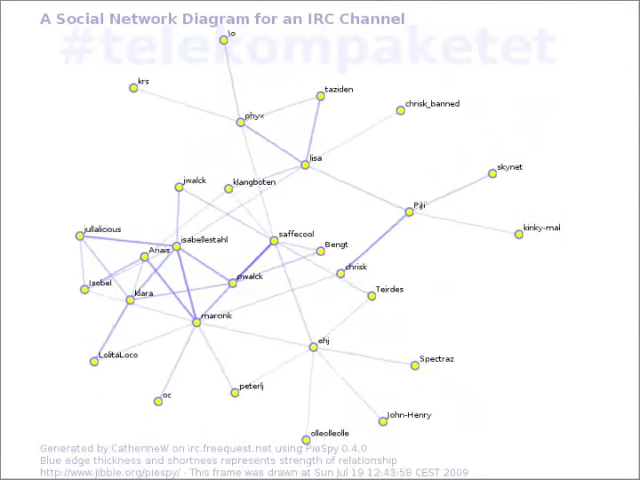 A Social Network Diagram for an IRC Channel
#telekompaketet
lo
krs
taziden
chrisk_banned
phyx
lisa
skynet
jwalck
klangboten
kinky-mal
jullalicious
saffecool
isabellestahl
Bengt
Anais
chrisk
pwalck
Isobel
klara
Teirdes
marcink
ehj
LolitaLoco
Spectraz
peterlj
oc
John-Henry
olleolleolle
Generated by CatherineW on irc.freequest.net using PieSpy 0.4.0
Blue edge thickness and shortness represents strength of relationship
http://www.jibble.org/piespy/ - This frame was drawn at Sun Jul 19 12:43:58 CEST 2009